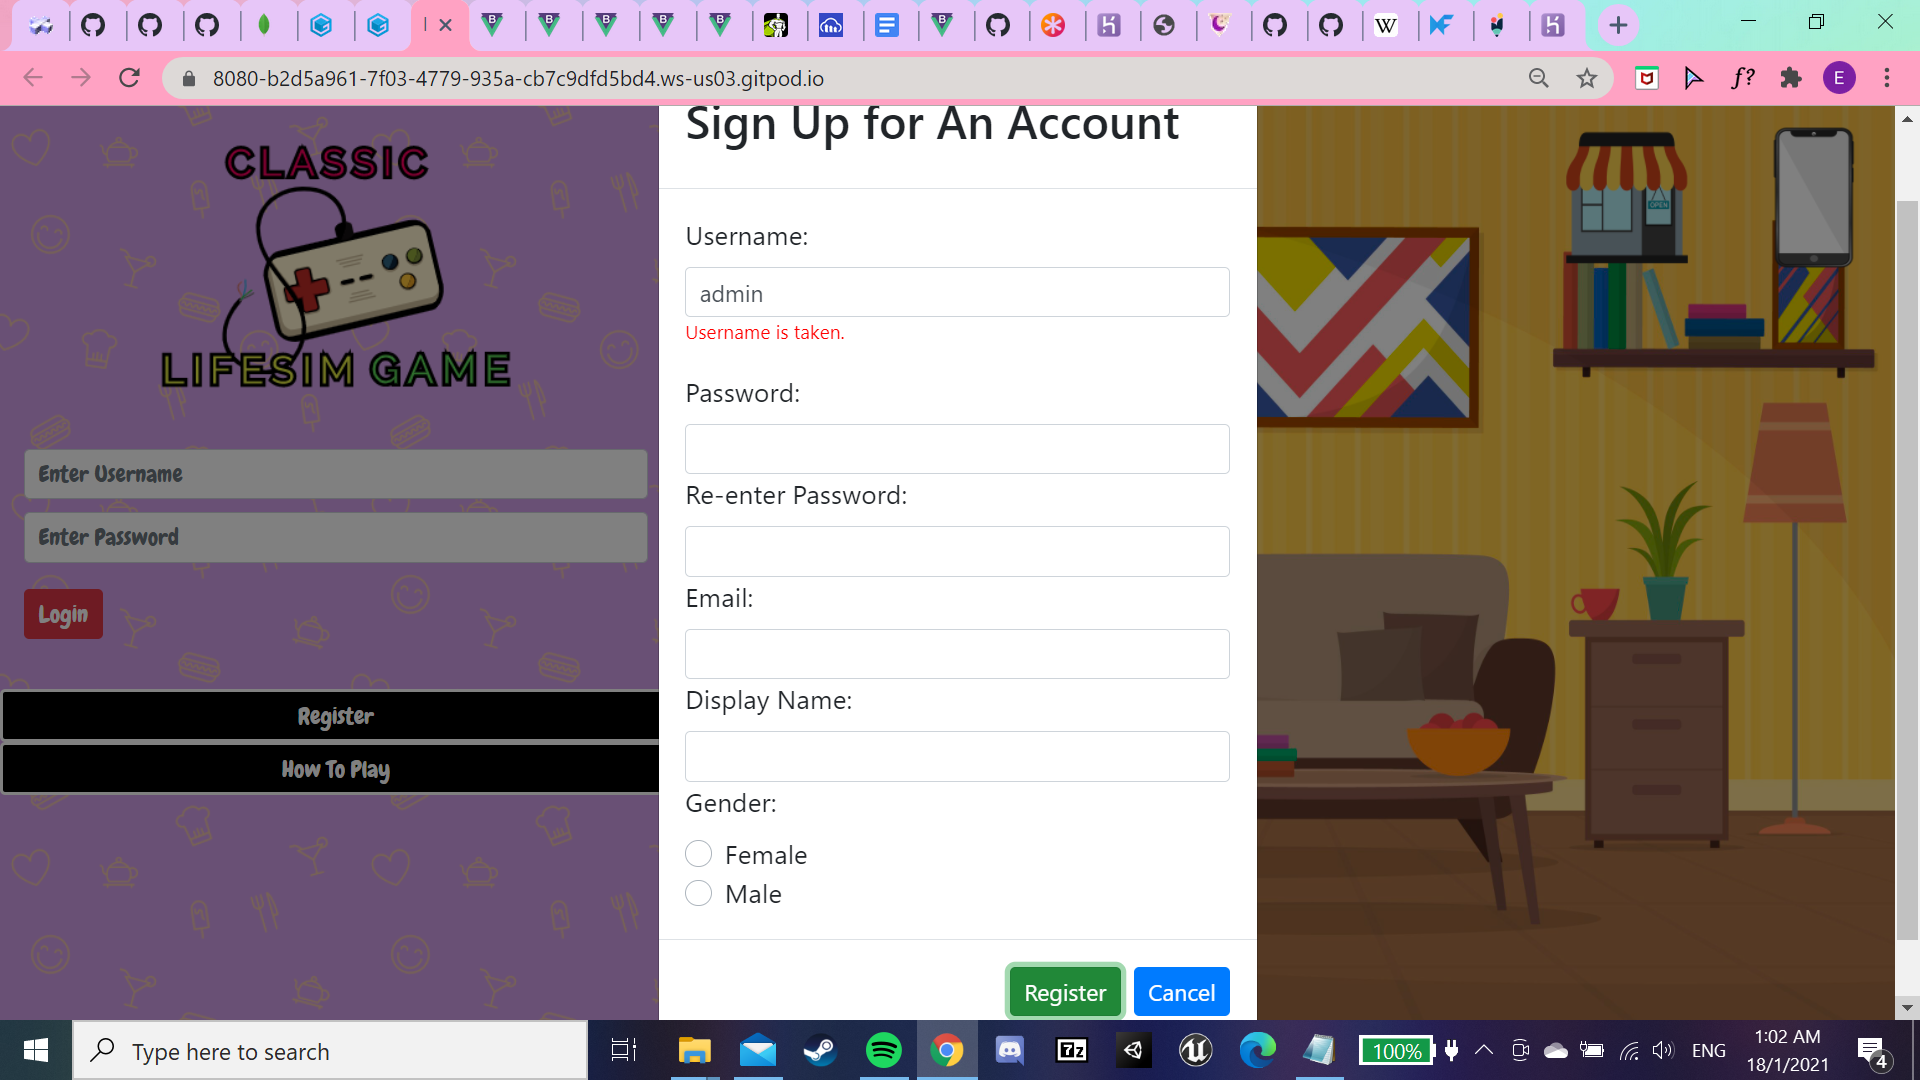 8080-b2d5a961-7f03-4779-935a-cb7c9dfd5bd4.ws-us03.gitpod.io
f?
E
CLASSIC
LIFESIM GAME
Enter Username
Enter Password
Login
Register
How To Play
Sign Up for An Account
Username:
admin
Username is taken.
Password:
Re-enter Password:
Email:
Display Name:
Gender:
Female
Male
Register
Cancel
OPEN
Type here to search
7z
100%
ENG
1:02 AM
18/1/2021
4